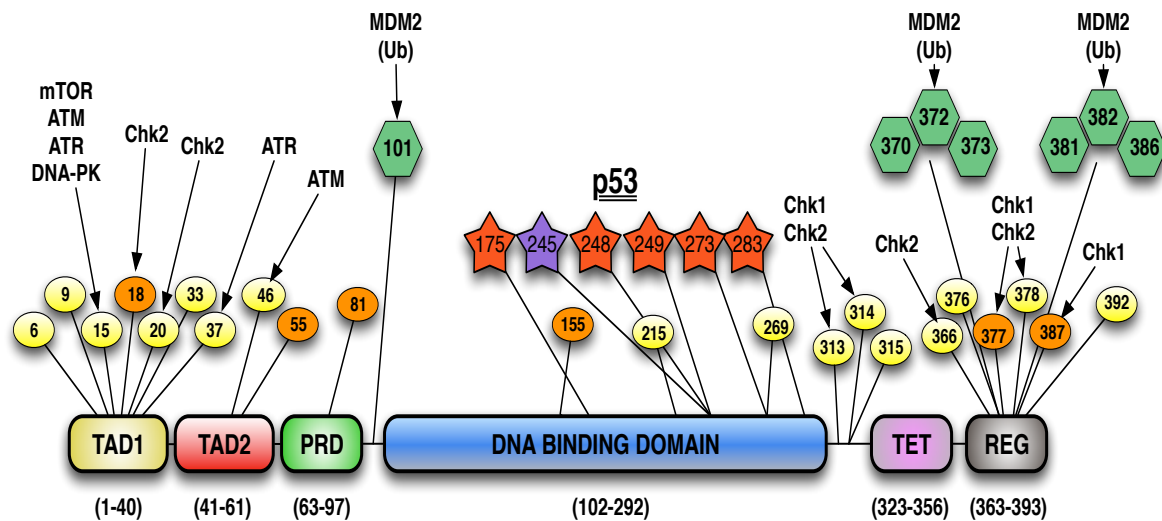 MDM2
(Ub)
MDM2
(Ub)
MDM2
(Ub)
mTOR
ATM
ATR
DNA-PK
Chk2
Chk2
ATR
ATM
101
372
370
373
382
381
386
p53
175
245
248
249
273
283
Chk1
Chk2
Chk2
Chk1
Chk2
Chk1
9
18
33
46
81
6
15
20
37
55
155
215
269
314
313
315
376
378
392
366
377
387
TAD1
TAD2
PRD
DNA BINDING DOMAIN
TET
REG
(1-40)
(41-61)
(63-97)
(102-292)
(323-356)
(363-393)